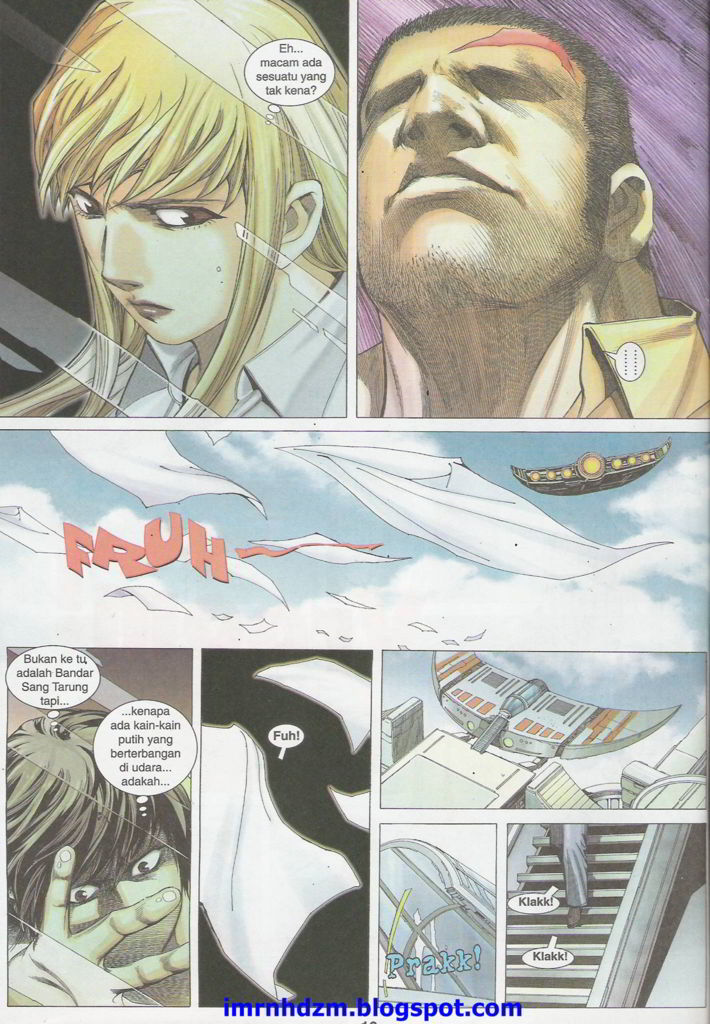 Eh...
macam ada
sesuatu yang
tak kena?
......
FRUH
Bukan ke tu,
adalah Bandar
Sang Tarung
tapi...
...kenapa
ada kain-kain
putih yang
berterbangan
di udara...
adakah...
Fuh!
Prakk!
Klakk!
Klakk!
imrnhdzm.blogspot.com